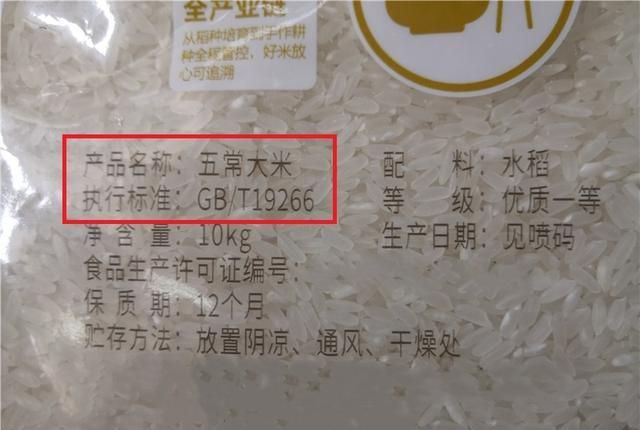 全产业链
从稻种培育到手作耕
种全程管控，好米放
心可追溯
产品名称：五常大米
配 料：水稻
执行标准：GB/T19266
等 级：优质一等
净 含 量：10kg
生产日期：见喷码
食品生产许可证编号：
保 质 期：12个月
贮存方法：放置阴凉、通风、干燥处